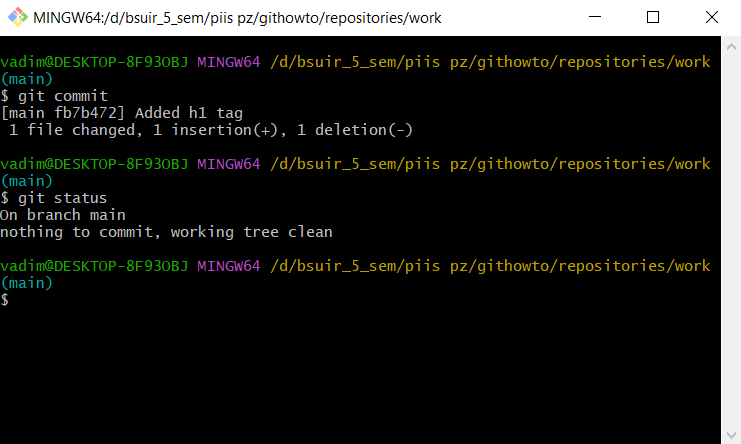 MINGW64:/d/bsuir_5_sem/piis pz/githowto/repositories/work
vadim@DESKTOP-8F93OBJ MINGW64 /d/bsuir_5_sem/piis pz/githowto/repositories/work
(main)
$ git commit
[main fb7b472] Added h1 tag
 1 file changed, 1 insertion(+), 1 deletion(-)
vadim@DESKTOP-8F93OBJ MINGW64 /d/bsuir_5_sem/piis pz/githowto/repositories/work
(main)
$ git status
On branch main
nothing to commit, working tree clean
vadim@DESKTOP-8F93OBJ MINGW64 /d/bsuir_5_sem/piis pz/githowto/repositories/work
(main)
$